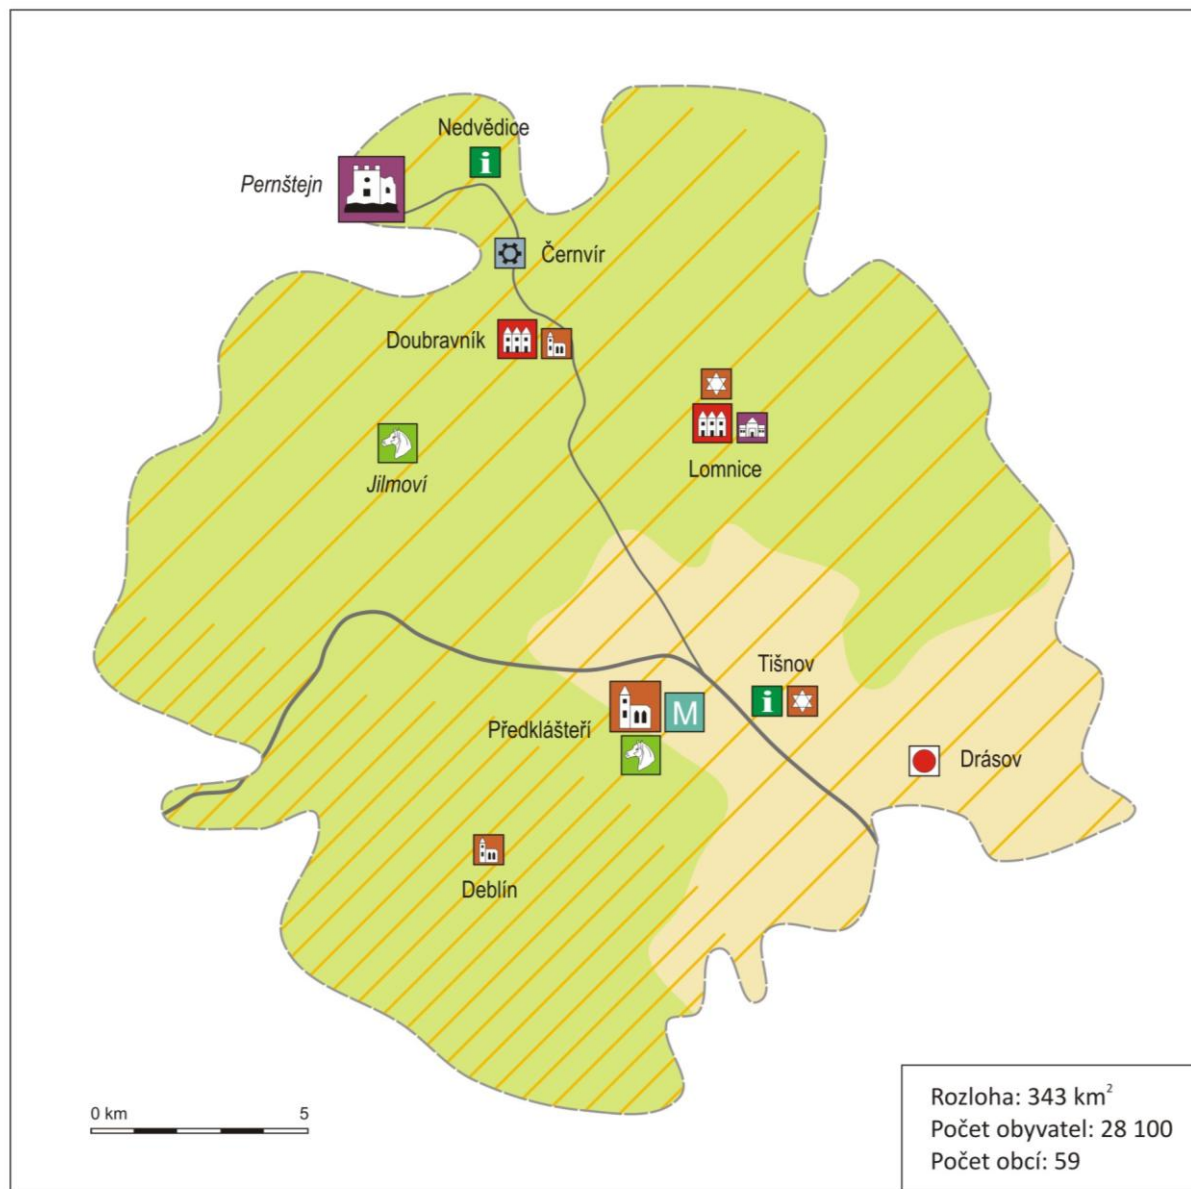 Nedvědice
i
Pernštejn
Černvír
Doubravník
Lomnice
Jilmoví
Tišnov
i
M
Předklášteří
Drásov
Deblín
0 km 5
Rozloha: 343 km²
Počet obyvatel: 28 100
Počet obcí: 59